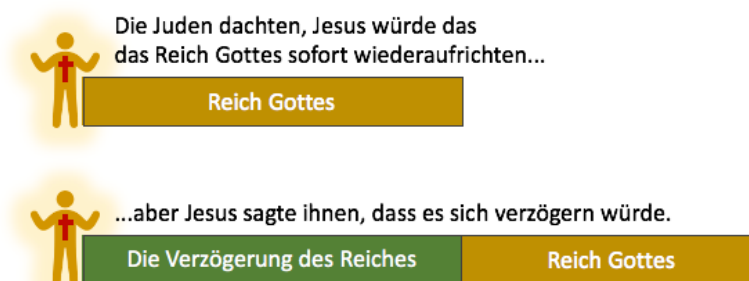 Die Juden dachten, Jesus würde das
das Reich Gottes sofort wiederaufrichten...
Reich Gottes
...aber Jesus sagte ihnen, dass es sich verzögern würde.
Die Verzögerung des Reiches
Reich Gottes